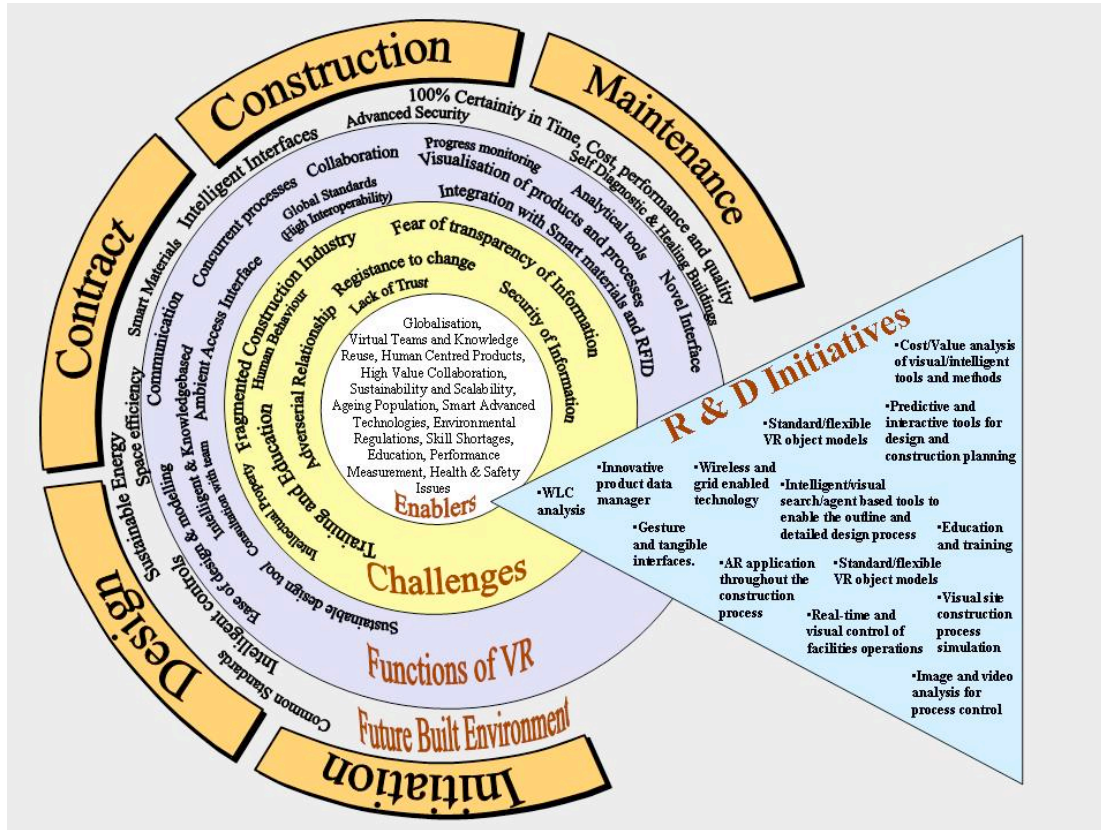 Construction
Maintenance
Contract
Design
Initiation
100% Certainity in Time, Cost, performance and quality
Advanced Security
Intelligent Interfaces
Self Diagnostic & Healing Buildings
Smart Materials
Space efficiency
Sustainable Energy
Intelligent controls
Common Standards
Future Built Environment
Progress monitoring
Collaboration
Visualisation of products and processes
Analytical tools
Concurrent processes
Global Standards
(High Interoperability)
Integration with Smart materials and RFID
Novel Interface
Communication
Ambient Access Interface
Intelligent & Knowledgebased
Consultation with team
Ease of design & modelling
Sustainable design tool
Functions of VR
Fear of transparency of Information
Fragmented Construction Industry
Registance to change
Human Behaviour
Adverserial Relationship
Lack of Trust
Security of Information
Training and Education
Intellectual Propery
Challenges
Globalisation,
Virtual Teams and Knowledge
Reuse, Human Centred Products,
High Value Collaboration,
Sustainability and Scalability,
Ageing Population, Smart Advanced
Technologies, Environmental
Regulations, Skill Shortages,
Education, Performance
Measurement, Health & Safety
Issues
Enablers
R & D Initiatives
•Cost/Value analysis
of visual/intelligent
tools and methods
•Predictive and
interactive tools for
design and
construction planning
•Standard/flexible
VR object models
•Innovative
product data
manager
•Wireless and
grid enabled
technology
•Intelligent/visual
search/agent based tools to
enable the outline and
detailed design process
•WLC
analysis
•Gesture
and tangible
interfaces.
•Education
and training
•AR application
throughout the
construction
process
•Standard/flexible
VR object models
•Visual site
construction
process
simulation
•Real-time and
visual control of
facilities operations
•Image and video
analysis for
process control